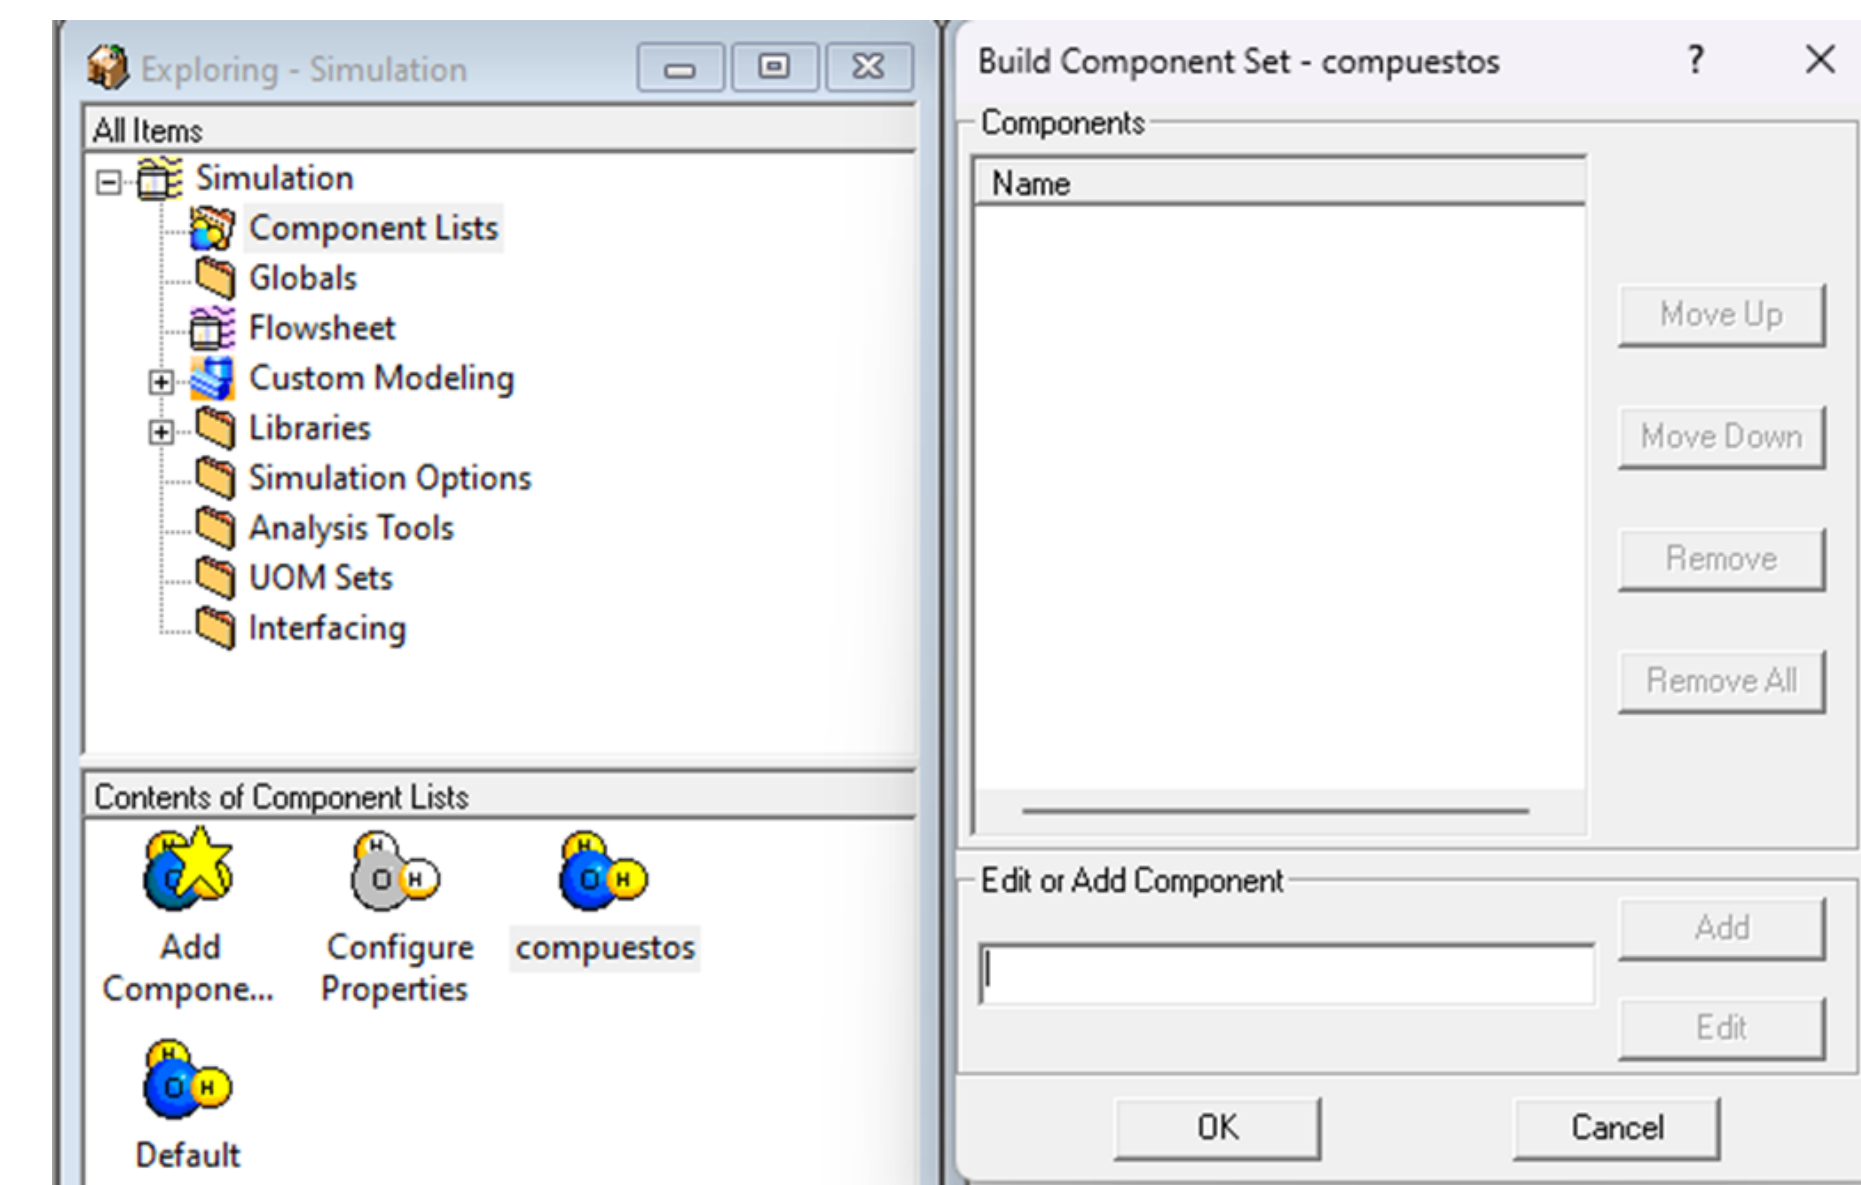 Exploring - Simulation
All Items
Simulation
Component Lists
Globals
Flowsheet
Custom Modeling
Libraries
Simulation Options
Analysis Tools
UOM Sets
Interfacing
Contents of Component Lists
Add
Compone...
Configure
Properties
compuestos
Default
Build Component Set - compuestos
?
Components
Name
Move Up
Move Down
Remove
Remove All
Edit or Add Component
Add
Edit
OK
Cancel